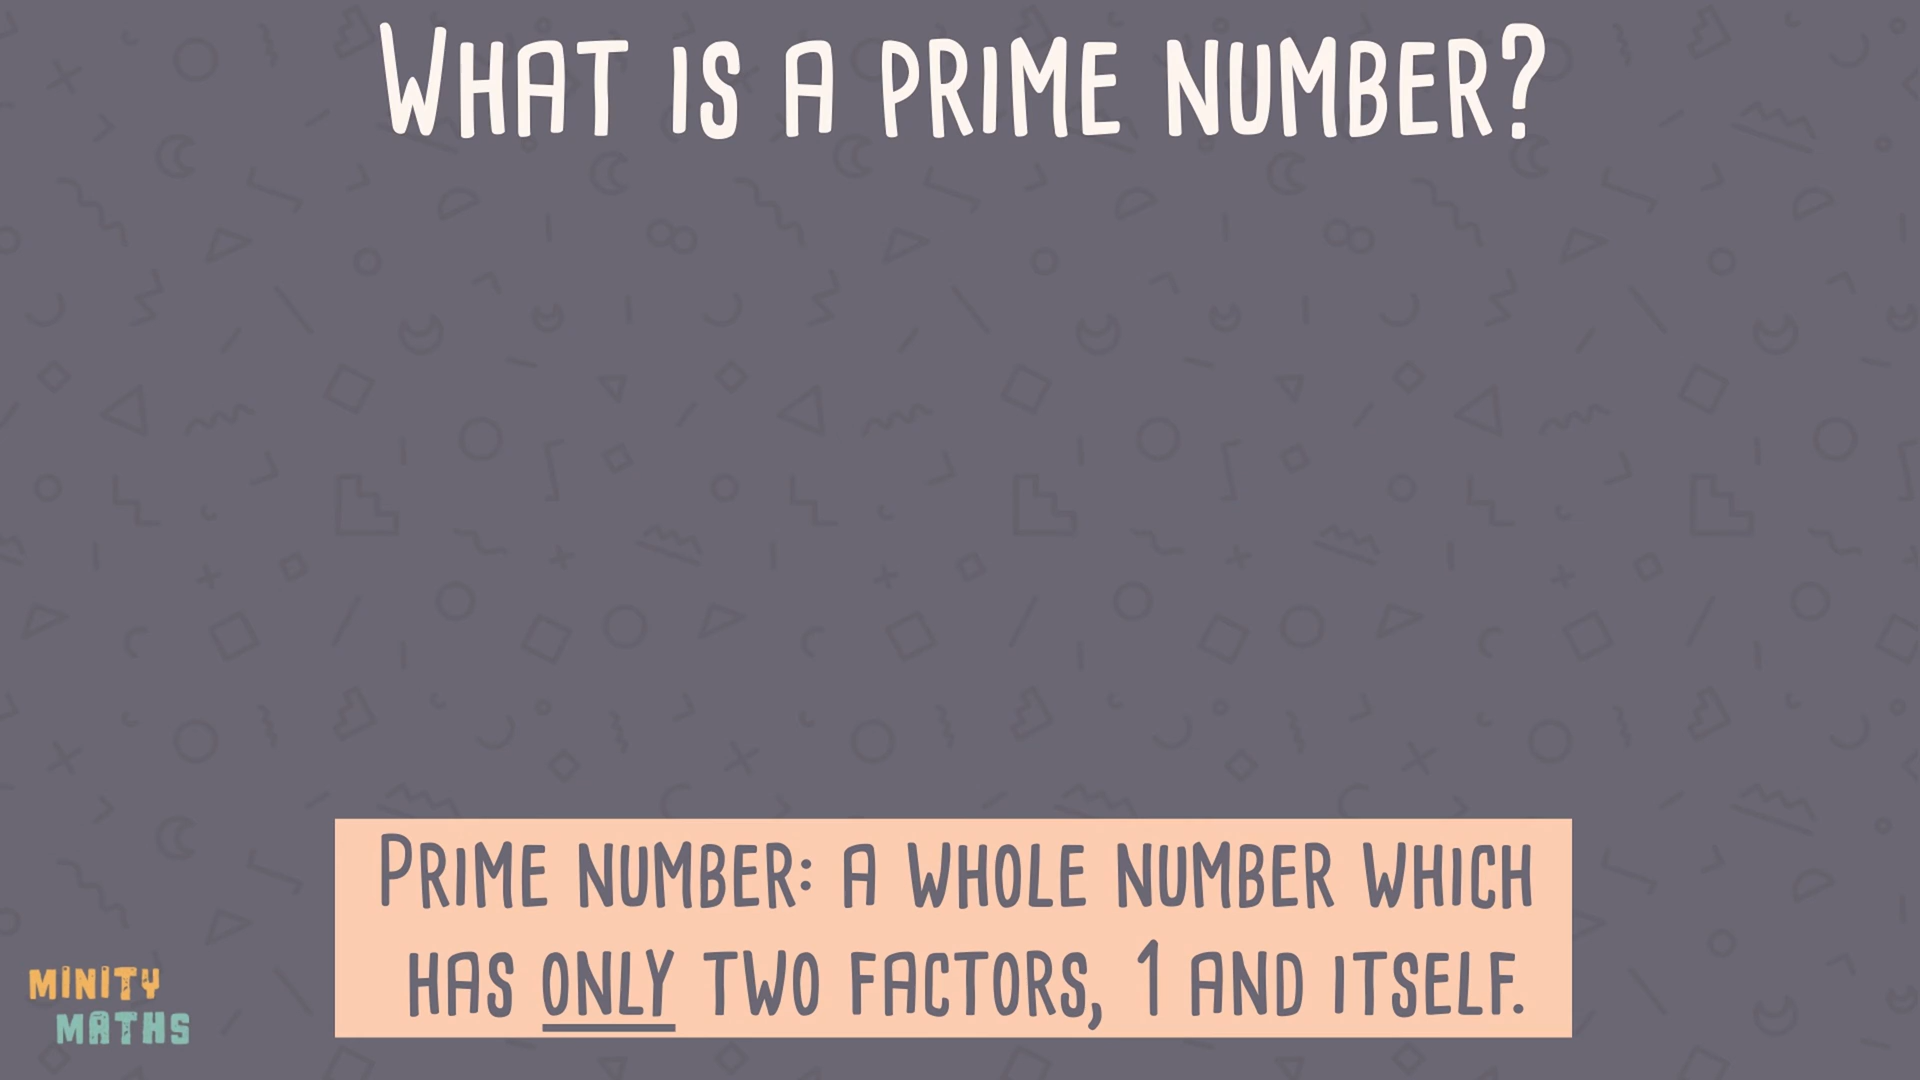 What is a prime number?
Prime number: a whole number which
has only two factors, 1 and itself.
MINITY
MATHS